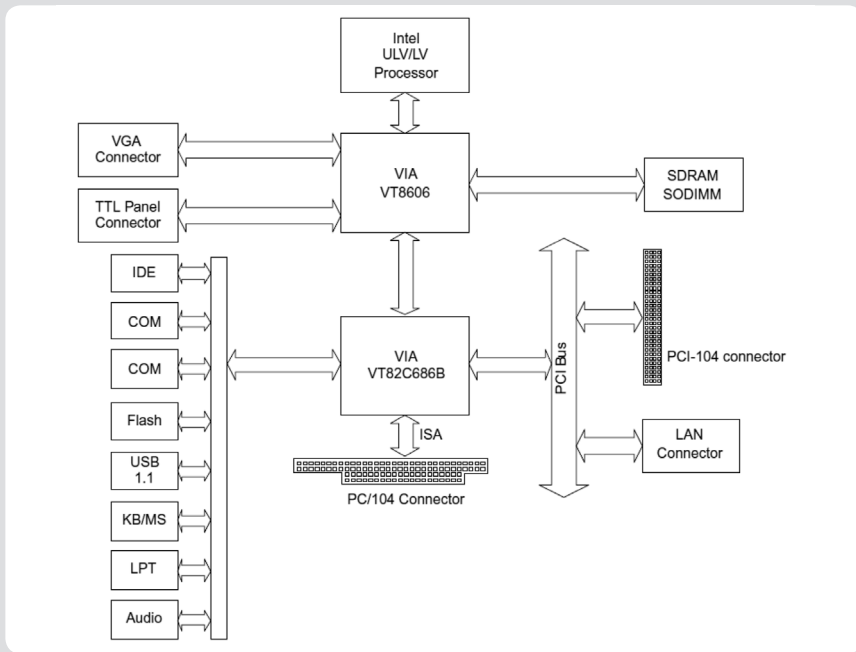 Intel
ULV/LV
Processor
VGA
Connector
VIA
VT8606
SDRAM
SODIMM
TTL Panel
Connector
IDE
COM
COM
Flash
USB
1.1
KB/MS
LPT
Audio
VIA
VT82C686B
ISA
PC/104 Connector
PCI Bus
PCI-104 connector
LAN
Connector